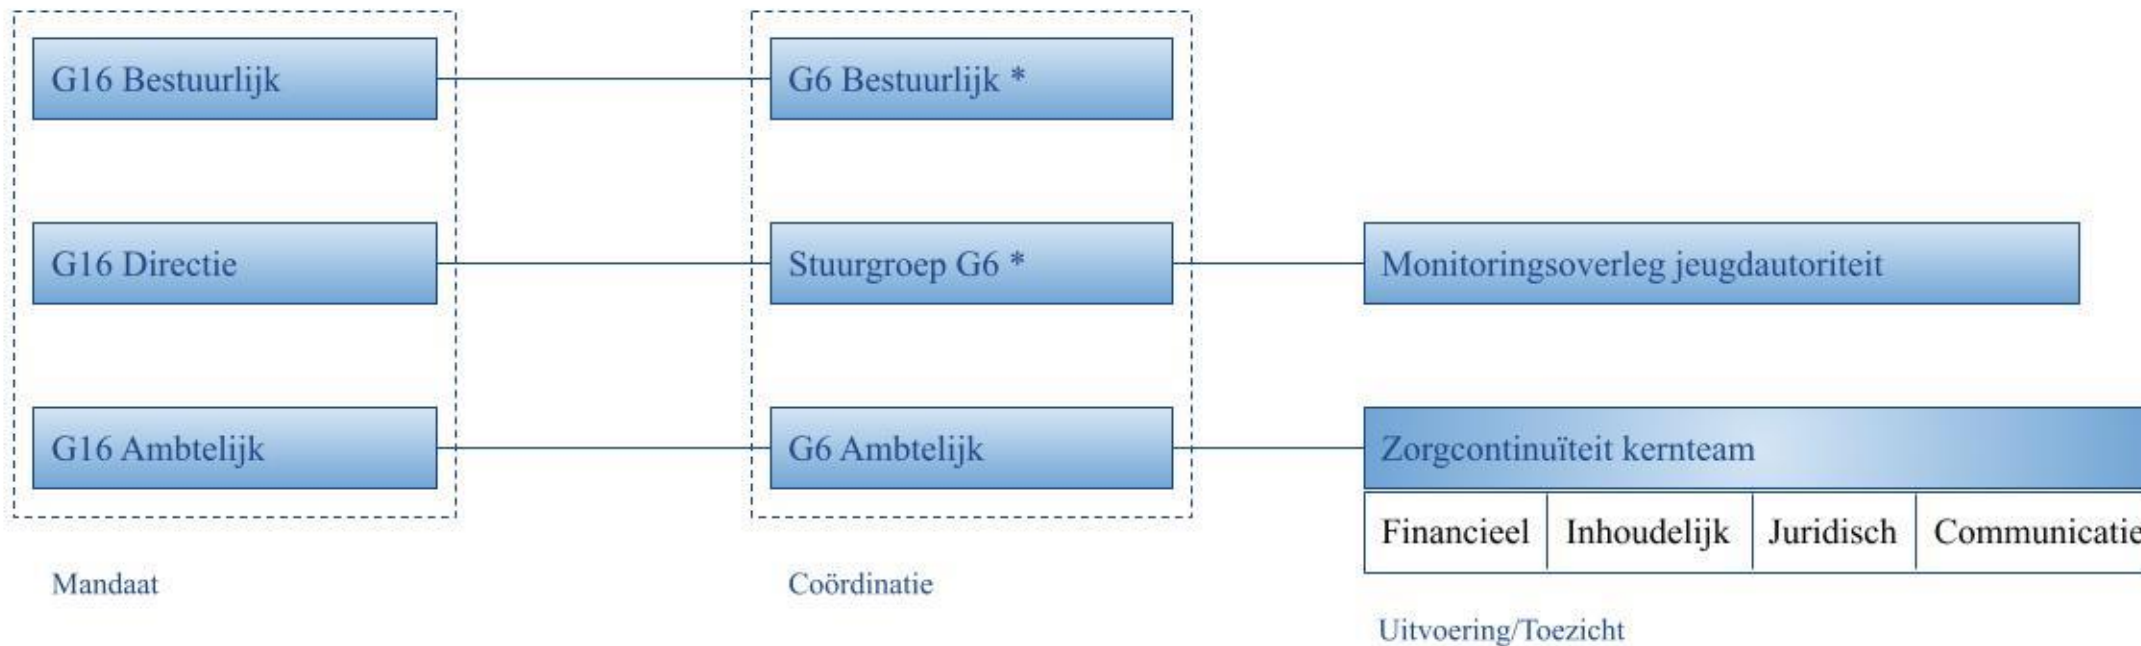 G16 Bestuurlijk
G6 Bestuurlijk *
G16 Directie
Stuurgroep G6 *
Monitoringsoverleg jeugdautoriteit
G16 Ambtelijk
G6 Ambtelijk
Zorgcontinuïteit kernteam
Financieel
Inhoudelijk
Juridisch
Communicatie
Mandaat
Coördinatie
Uitvoering/Toezicht